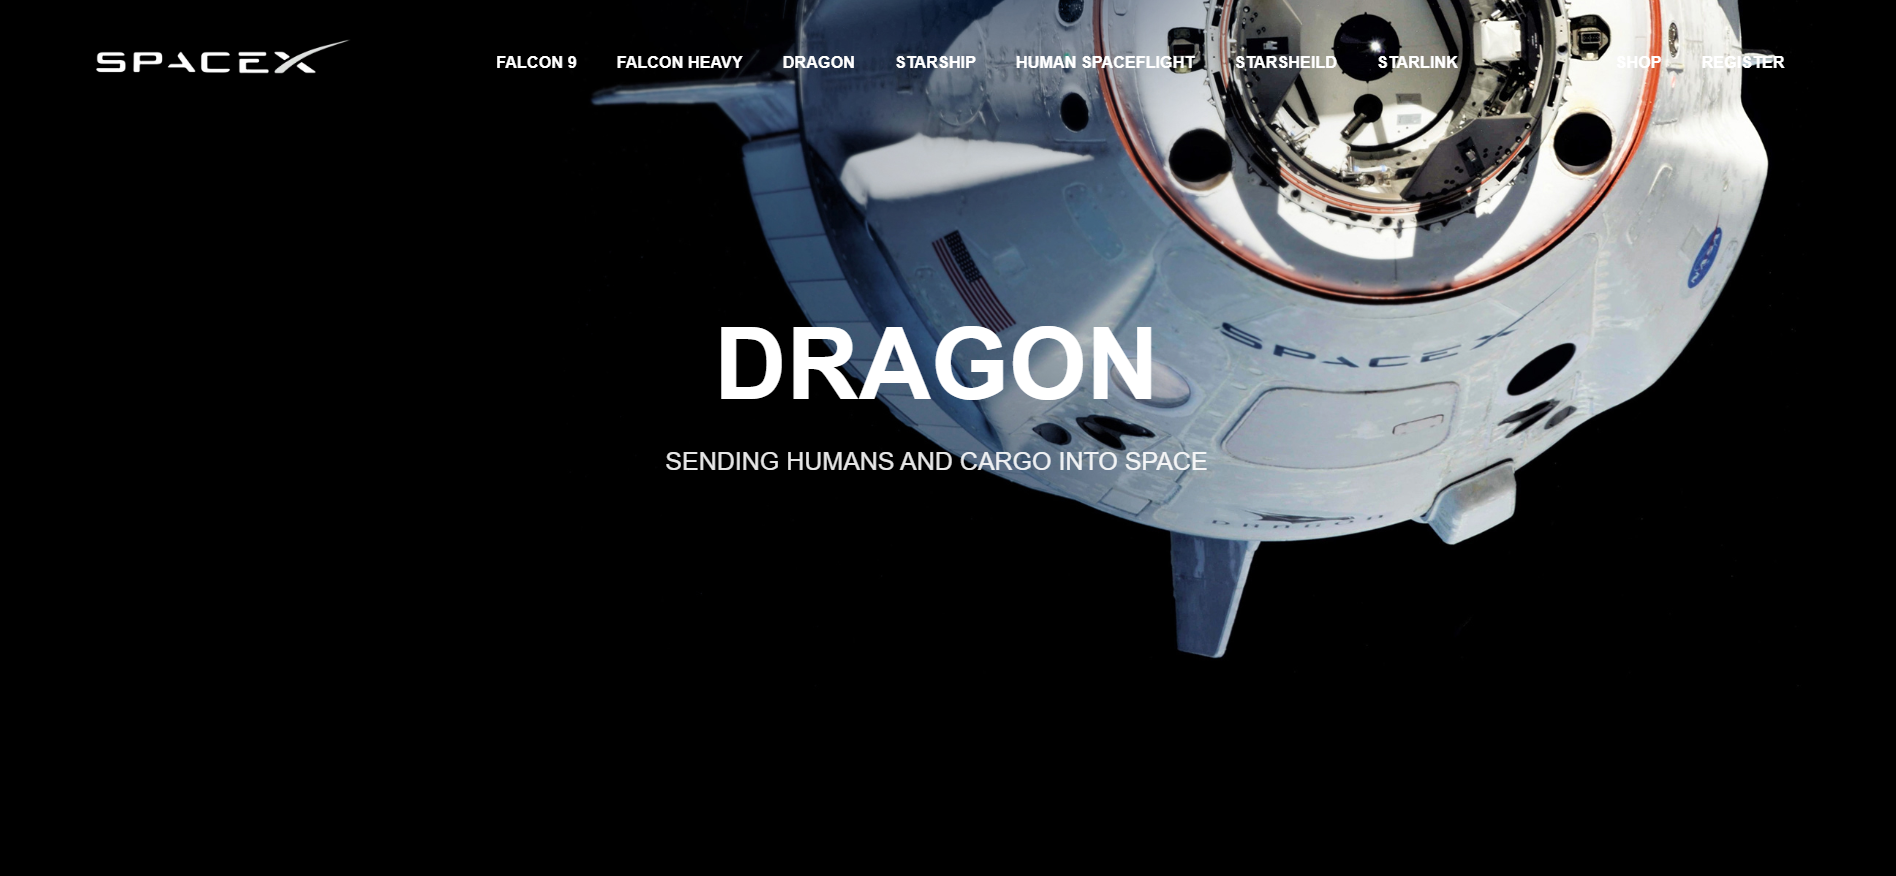 SPACEX
FALCON 9 FALCON HEAVY DRAGON STARSHIP HUMAN SPACEFLIGHT STARSHEILD STARLINK SHOP REGISTER
SPACEX
DRAGON
SENDING HUMANS AND CARGO INTO SPACE
DRAGON